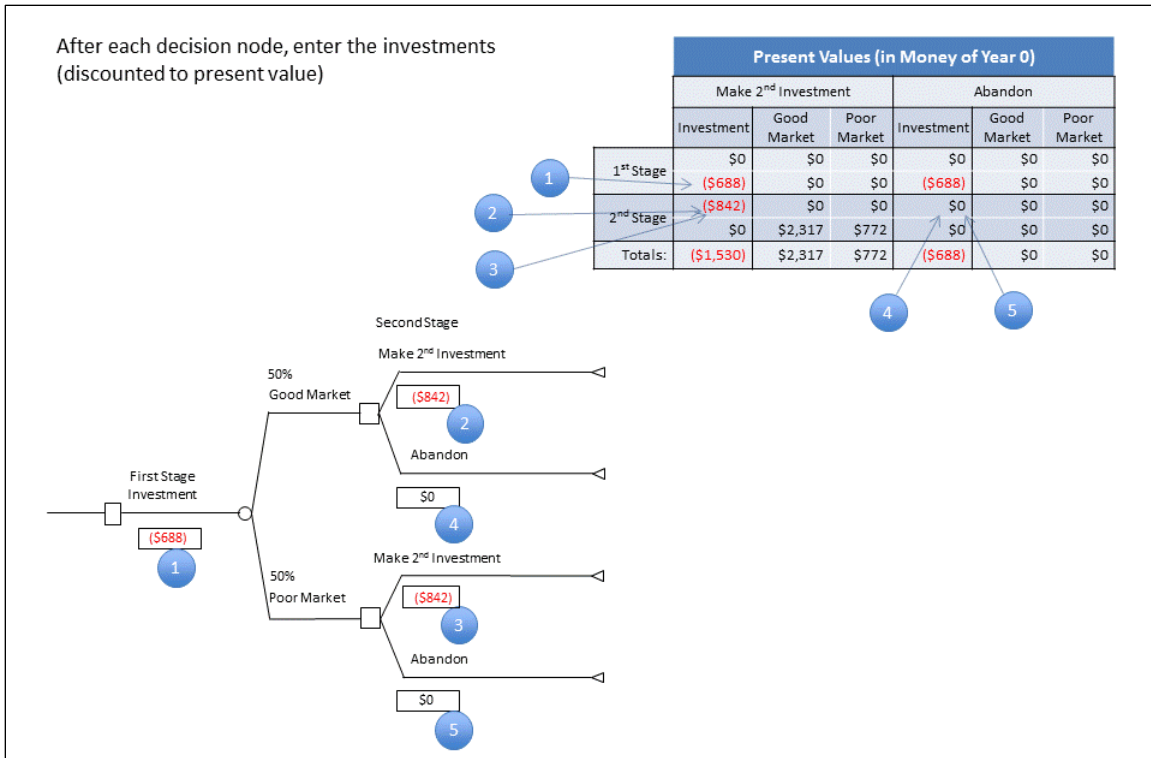 After each decision node, enter the investments
(discounted to present value)
Present Values (in Money of Year 0)
Make 2nd Investment Abandon
Investment Good Market Poor Market Investment Good Market Poor Market
1st Stage $0 $0 $0 $0 $0 $0
($688) $0 $0 ($688) $0 $0
2nd Stage ($842) $0 $0 $0 $0 $0
$0 $2,317 $772 $0 $0 $0
Totals: ($1,530) $2,317 $772 ($688) $0 $0
1
2
3
4 5
Second Stage
Make 2nd Investment
50%
Good Market
($842)
2
Abandon
$0
4
First Stage
Investment
($688)
1
Make 2nd Investment
50%
Poor Market
($842)
3
Abandon
$0
5